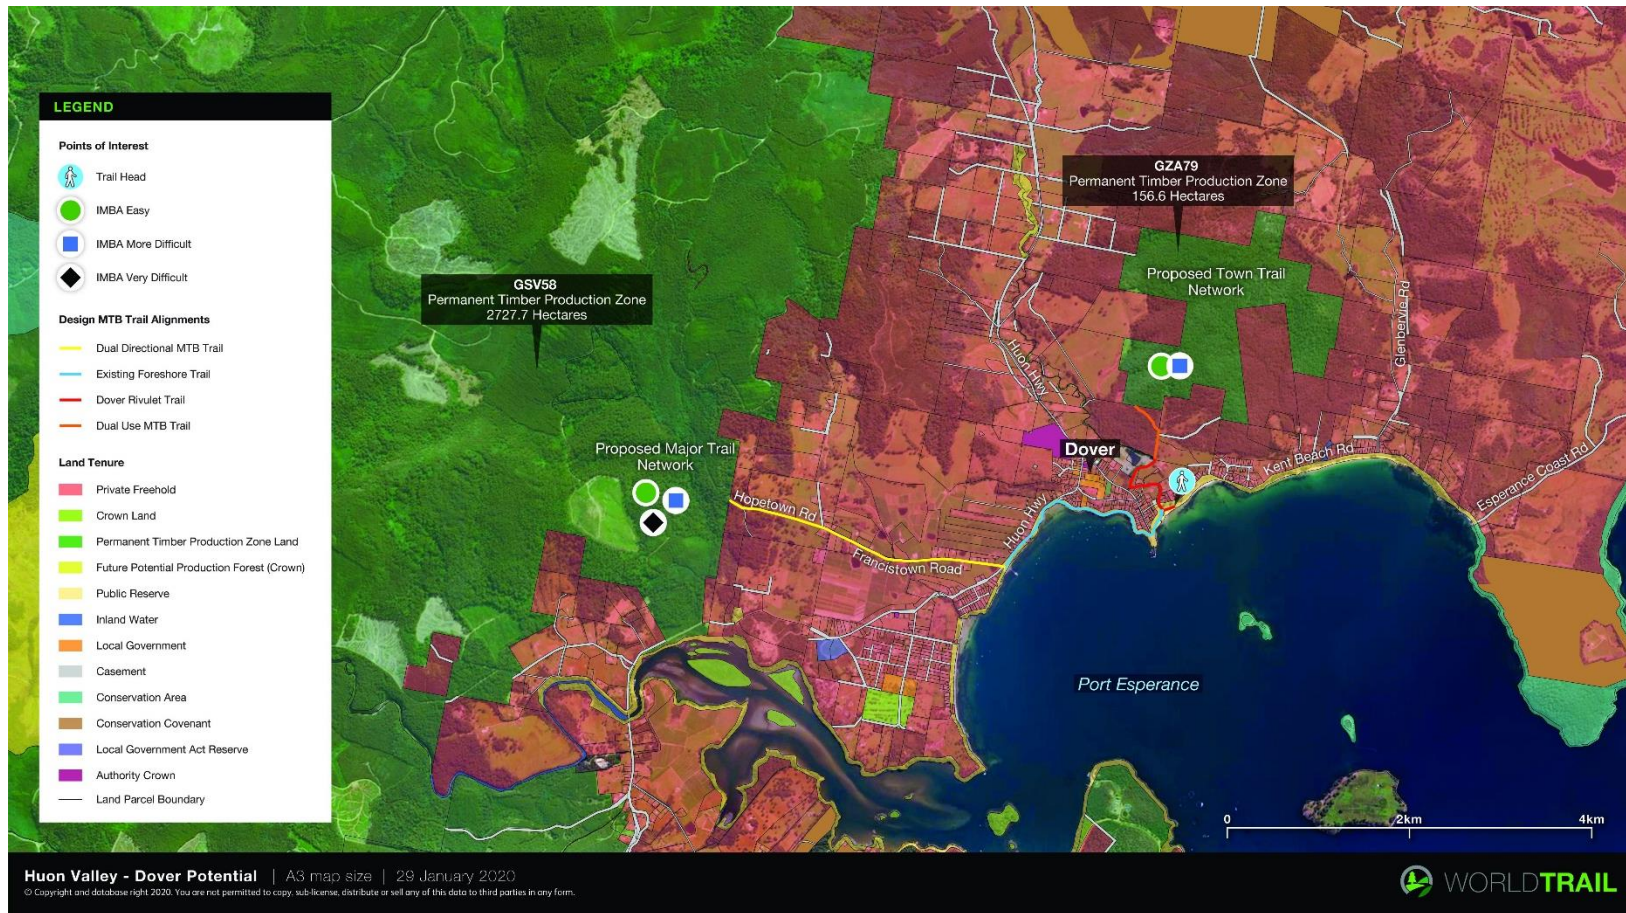 LEGEND
Points of Interest
Trail Head
IMBA Easy
IMBA More Difficult
IMBA Very Difficult
Design MTB Trail Alignments
Dual Directional MTB Trail
Existing Foreshore Trail
Dover Rivulet Trail
Dual Use MTB Trail
Land Tenure
Private Freehold
Crown Land
Permanent Timber Production Zone Land
Future Potential Production Forest (Crown)
Public Reserve
Inland Water
Local Government
Casement
Conservation Area
Conservation Covenant
Local Government Act Reserve
Authority Crown
Land Parcel Boundary
GZA79
Permanent Timber Production Zone
156.6 Hectares
GSV58
Permanent Timber Production Zone
2727.7 Hectares
Proposed Town Trail
Network
Glenbervie Rd
Huon Hwy
Dover
Kent Beach Rd
Esperance Coast Rd
Proposed Major Trail
Network
Hopetown Rd
Huon Hwy
Francistown Road
Port Esperance
0 2km 4km
Huon Valley - Dover Potential | A3 map size | 29 January 2020
© Copyright and database right 2020. You are not permitted to copy, sub-license, distribute or sell any of this data to third parties in any form.
WORLDTRAIL